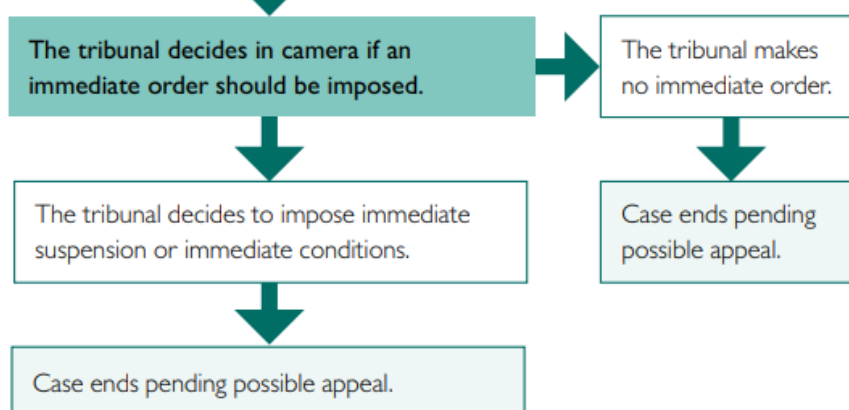 The tribunal decides in camera if an
immediate order should be imposed.
The tribunal makes
no immediate order.
The tribunal decides to impose immediate
suspension or immediate conditions.
Case ends pending
possible appeal.
Case ends pending possible appeal.